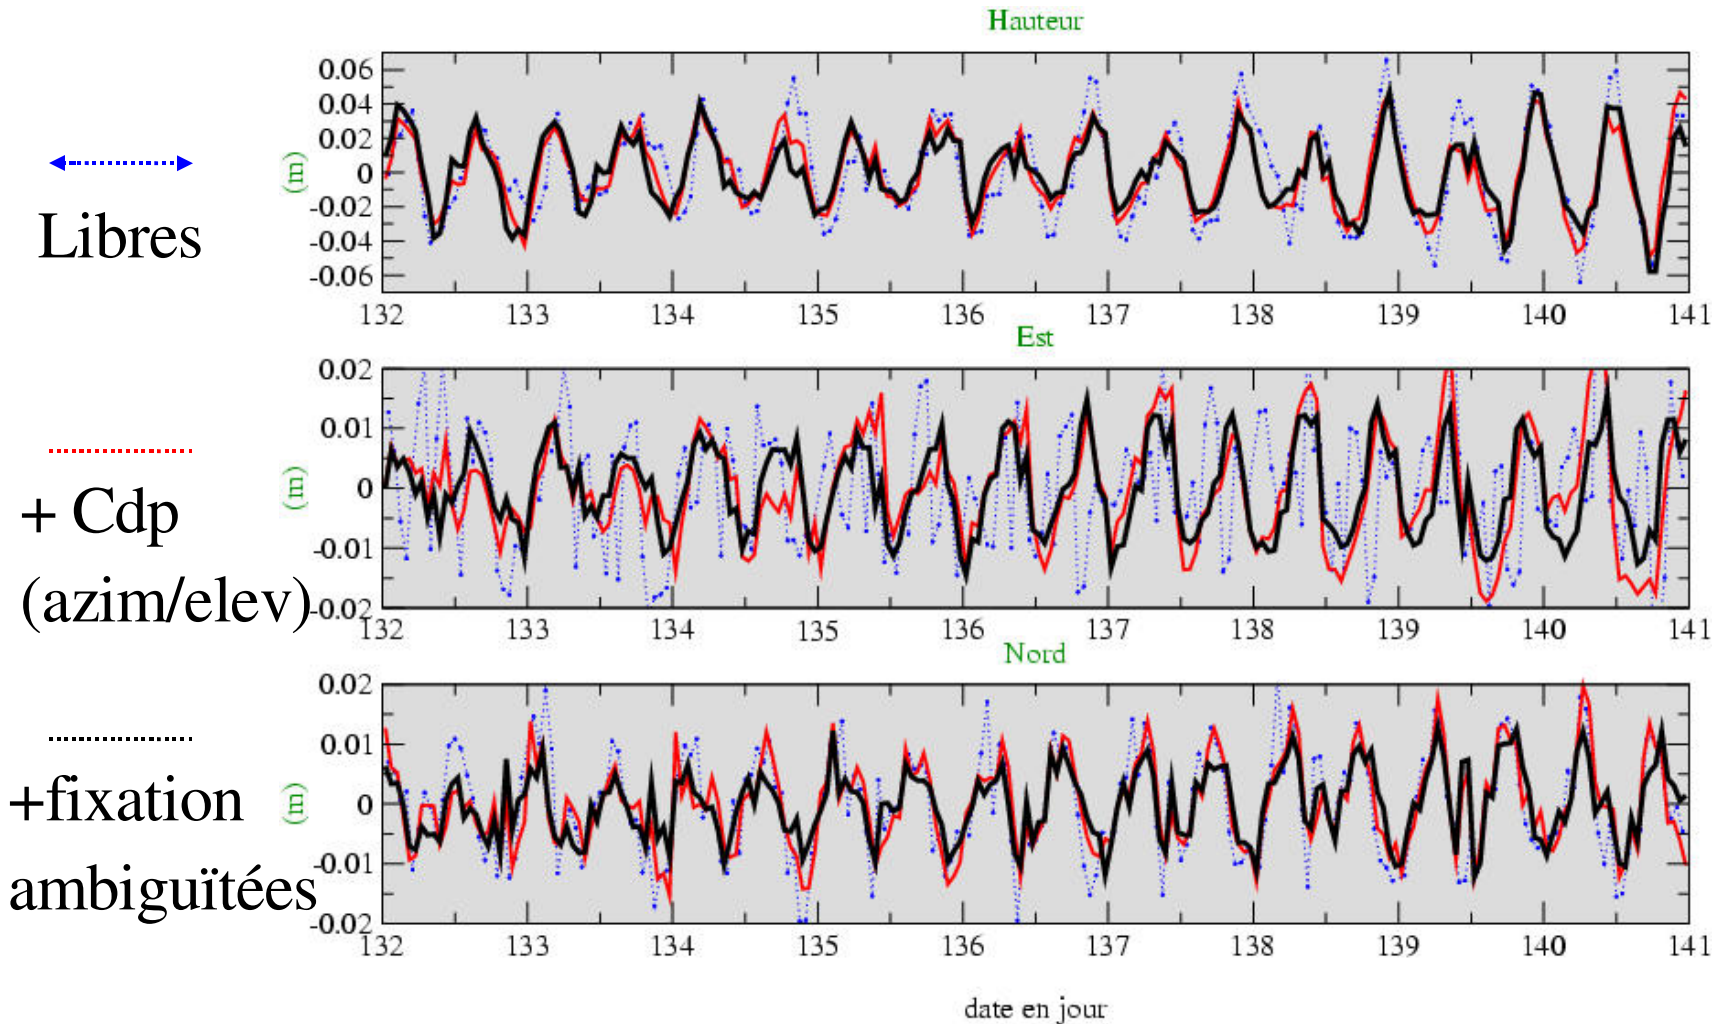 Hauteur
0.06
0.04
0.02
0
-0.02
-0.04
-0.06
(m)
132 133 134 135 136 137 138 139 140 141
Libres
Est
0.02
0.01
0
-0.01
-0.02
(m)
132 133 134 135 136 137 138 139 140 141
+ Cdp
(azim/elev)
Nord
0.02
0.01
0
-0.01
-0.02
(m)
132 133 134 135 136 137 138 139 140 141
+fixation
ambiguïtées
date en jour